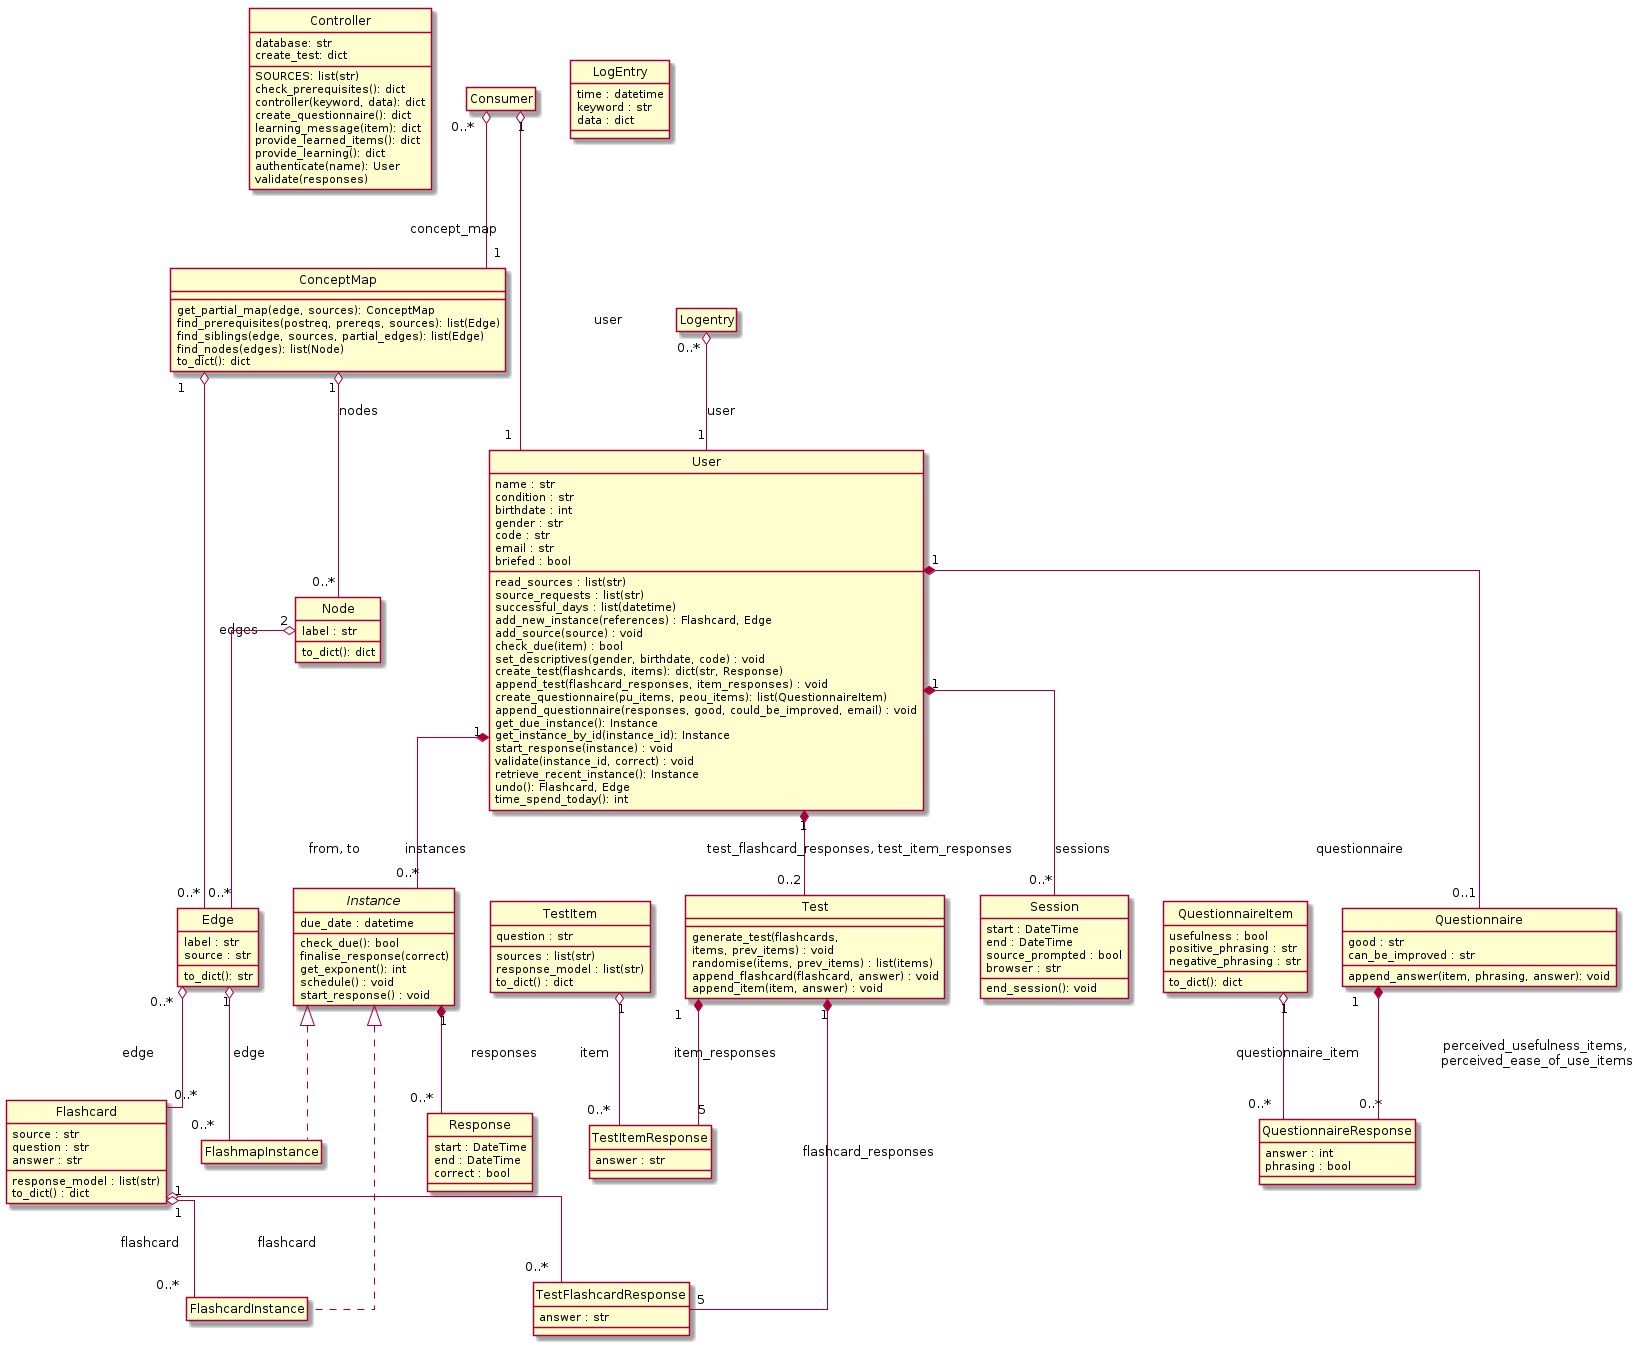 Controller
database: str
create_test: dict
SOURCES: list(str)
check_prerequisites(): dict
controller(keyword, data): dict
create_questionnaire(): dict
learning_message(item): dict
provide_learned_items(): dict
provide_learning(): dict
authenticate(name): User
validate(responses)
Consumer
0..*
1
LogEntry
time : datetime
keyword : str
data : dict
concept_map
1
ConceptMap
get_partial_map(edge, sources): ConceptMap
find_prerequisites(postreq, prereqs, sources): list(Edge)
find_siblings(edge, sources, partial_edges): list(Edge)
find_nodes(edges): list(Node)
to_dict(): dict
1
1
nodes
user
Logentry
0..*
user
1
1
User
name : str
condition : str
birthdate : int
gender : str
code : str
email : str
briefed : bool
read_sources : list(str)
source_requests : list(str)
successful_days : list(datetime)
add_new_instance(references) : Flashcard, Edge
add_source(source) : void
check_due(item) : bool
set_descriptives(gender, birthdate, code) : void
create_test(flashcards, items): dict(str, Response)
append_test(flashcard_responses, item_responses) : void
create_questionnaire(pu_items, peou_items): list(QuestionnaireItem)
append_questionnaire(responses, good, could_be_improved, email) : void
get_due_instance(): Instance
get_instance_by_id(instance_id): Instance
start_response(instance) : void
validate(instance_id, correct) : void
retrieve_recent_instance(): Instance
undo(): Flashcard, Edge
time_spend_today(): int
1
1
1
1
0..*
Node
label : str
to_dict(): dict
2
edges
from, to
instances
test_flashcard_responses, test_item_responses
sessions
questionnaire
0..*
0..*
0..*
0..2
0..*
0..1
Edge
label : str
source : str
to_dict(): str
Instance
due_date : datetime
check_due(): bool
finalise_response(correct)
get_exponent(): int
schedule() : void
start_response() : void
TestItem
question : str
sources : list(str)
response_model : list(str)
to_dict() : dict
Test
generate_test(flashcards,
items, prev_items) : void
randomise(items, prev_items) : list(items)
append_flashcard(flashcard, answer) : void
append_item(item, answer) : void
Session
start : DateTime
end : DateTime
source_prompted : bool
browser : str
end_session(): void
QuestionnaireItem
usefulness : bool
positive_phrasing : str
negative_phrasing : str
to_dict(): dict
Questionnaire
good : str
can_be_improved : str
append_answer(item, phrasing, answer): void
0..*
1
1
1
1
1
1
1
edge
edge
responses
item
item_responses
questionnaire_item
perceived_usefulness_items,
perceived_ease_of_use_items
0..*
0..*
0..*
0..*
5
0..*
0..*
Flashcard
source : str
question : str
answer : str
response_model : list(str)
to_dict() : dict
FlashmapInstance
Response
start : DateTime
end : DateTime
correct : bool
TestItemResponse
answer : str
flashcard_responses
QuestionnaireResponse
answer : int
phrasing : bool
1
1
flashcard
flashcard
0..*
0..*
FlashcardInstance
TestFlashcardResponse
answer : str
5